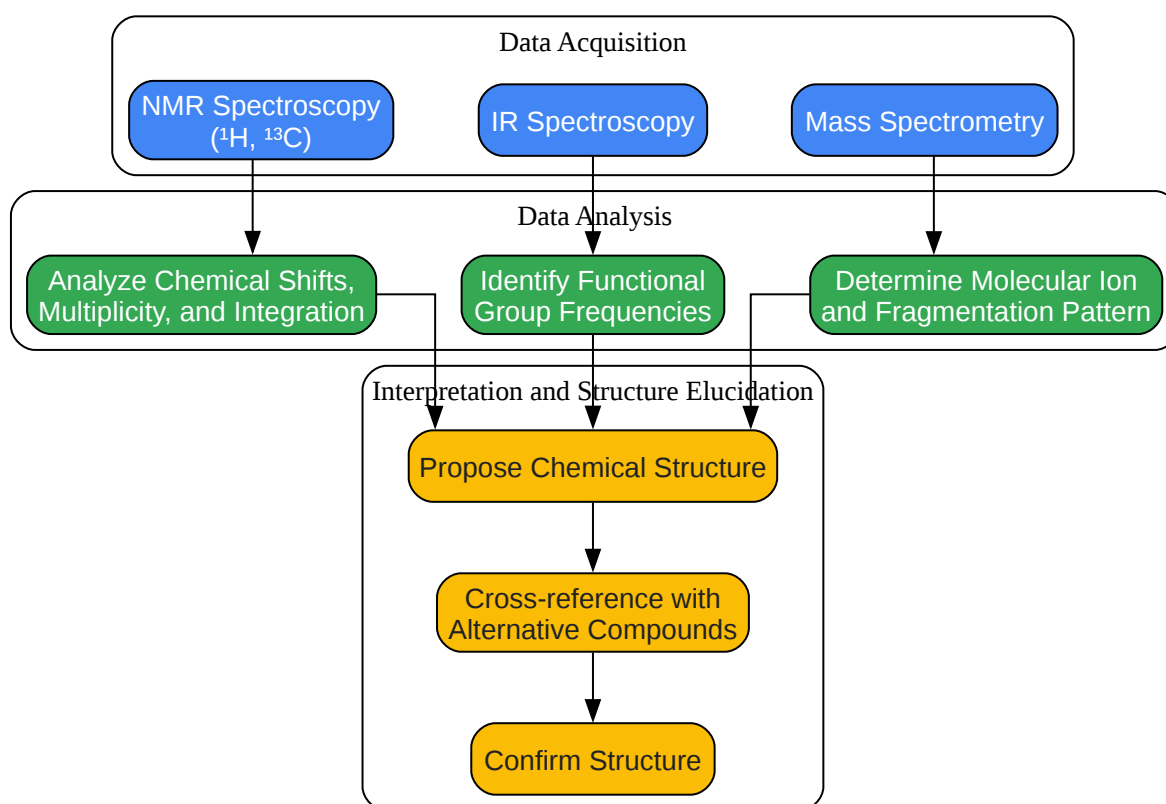 Data Acquisition
NMR Spectroscopy
(¹H, ¹³C)
IR Spectroscopy
Mass Spectrometry
Data Analysis
Analyze Chemical Shifts,
Multiplicity, and Integration
Identify Functional
Group Frequencies
Determine Molecular Ion
and Fragmentation Pattern
Interpretation and Structure Elucidation
Propose Chemical Structure
Cross-reference with
Alternative Compounds
Confirm Structure